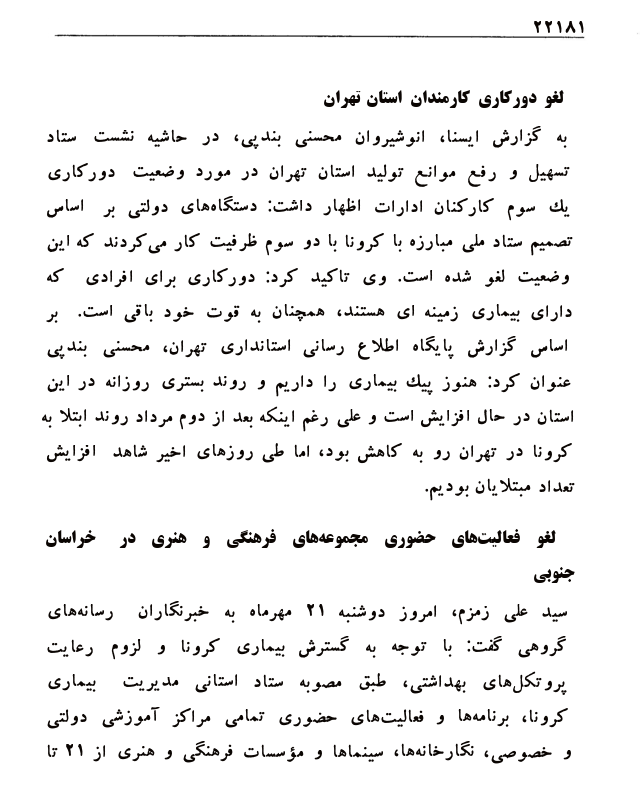 ۲۲۱۸۱
لغو دورکاری کارمندان استان تهران
به گزارش ایسنا، انوشیروان محسنی بندپی، در حاشیه نشست ستاد
تسهیل و رفع موانع تولید استان تهران در مورد وضعیت دورکاری
یك سوم کارکنان ادارات اظهار داشت: دستگاه‌های دولتی بر اساس
تصمیم ستاد ملی مبارزه با کرونا با دو سوم ظرفیت کار می‌کردند که این
وضعیت لغو شده است. وی تاکید کرد: دورکاری برای افرادی که
دارای بیماری زمینه ای هستند، همچنان به قوت خود باقی است. بر
اساس گزارش پایگاه اطلاع رسانی استانداری تهران، محسنی بندپی
عنوان کرد: هنوز پیك بیماری را داریم و روند بستری روزانه در این
استان در حال افزایش است و علی رغم اینکه بعد از دوم مرداد روند ابتلا به
کرونا در تهران رو به کاهش بود، اما طی روزهای اخیر شاهد افزایش
تعداد مبتلایان بودیم.
لغو فعالیت‌های حضوری مجموعه‌های فرهنگی و هنری در خراسان
جنوبی
سید علی زمزم، امروز دوشنبه ۲۱ مهرماه به خبرنگاران رسانه‌های
گروهی گفت: با توجه به گسترش بیماری کرونا و لزوم رعایت
پروتکل‌های بهداشتی، طبق مصوبه ستاد استانی مدیریت بیماری
کرونا، برنامه‌ها و فعالیت‌های حضوری تمامی مراکز آموزشی دولتی
و خصوصی، نگارخانه‌ها، سینماها و مؤسسات فرهنگی و هنری از ۲۱ تا